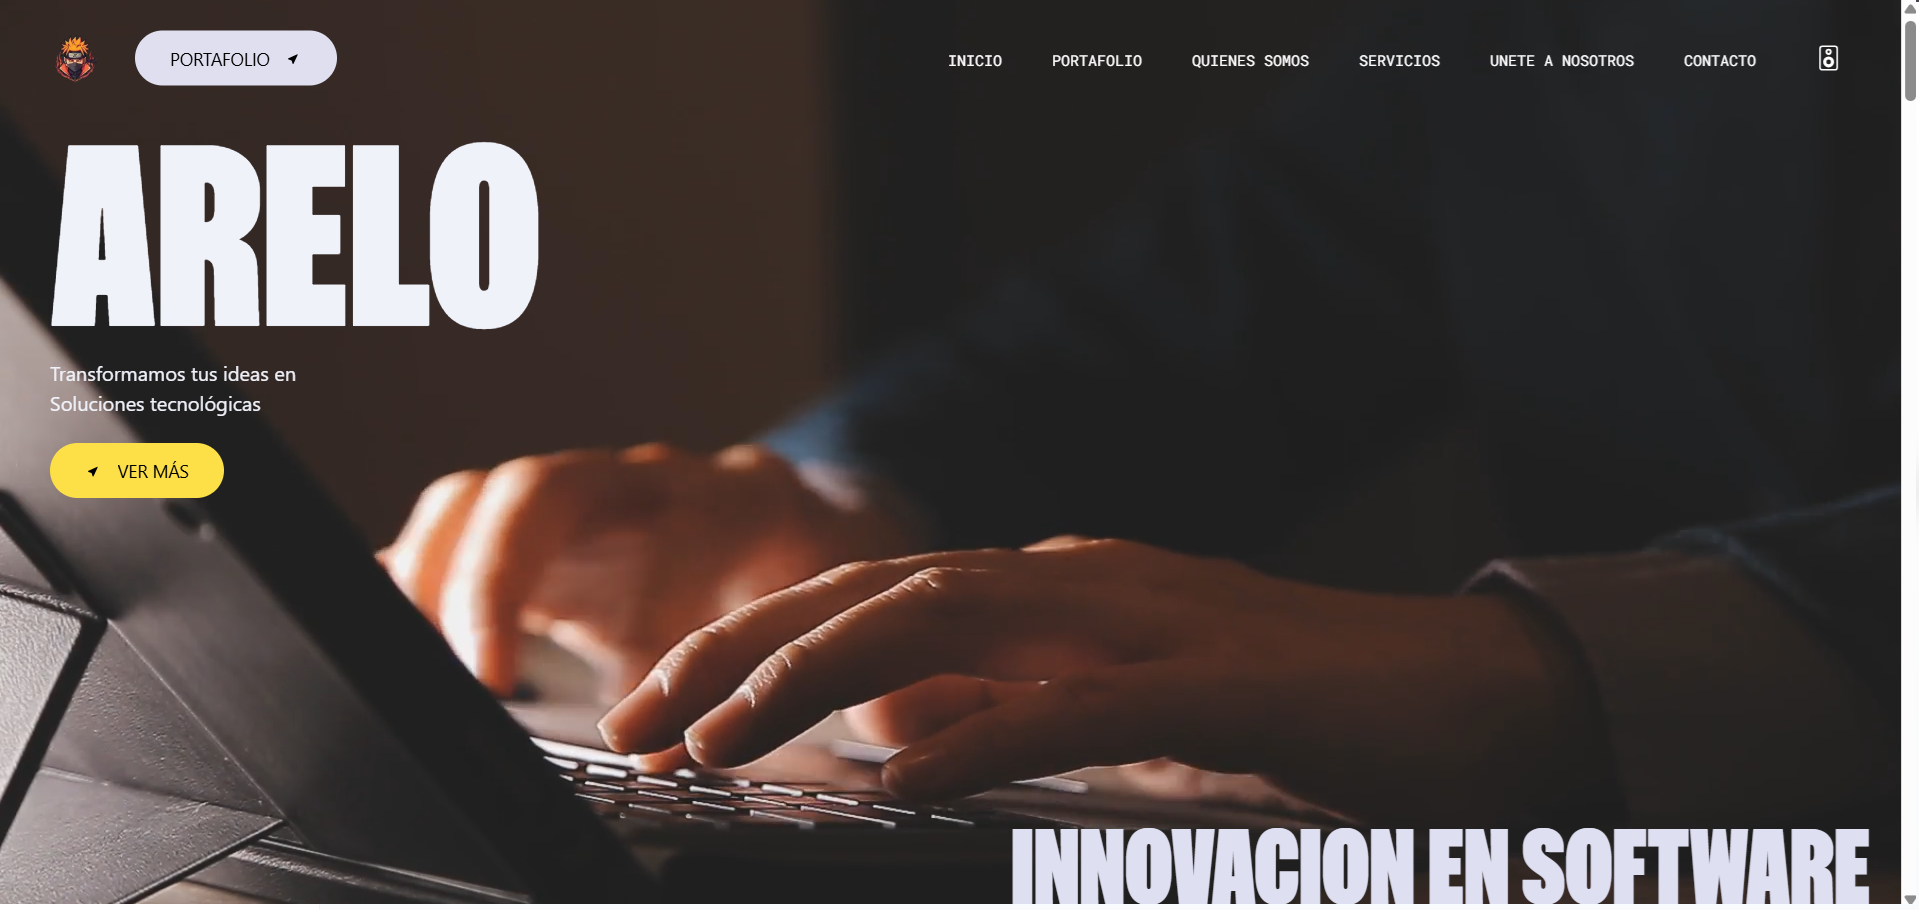 PORTAFOLIO
INICIO
PORTAFOLIO
QUIENES SOMOS
SERVICIOS
UNETE A NOSOTROS
CONTACTO
ARELO
Transformamos tus ideas en
Soluciones tecnológicas
VER MÁS
INNOVACION EN SOFTWARE